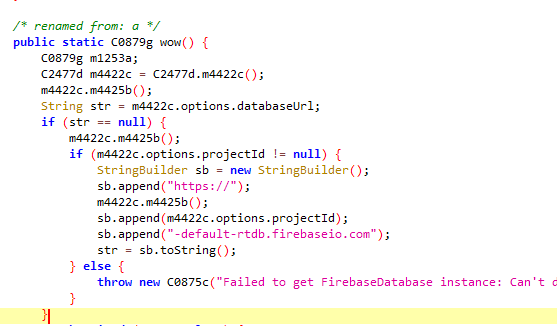 /* renamed from: a */
public static C0879g wow() {
C0879g m1253a;
C2477d m4422c = C2477d.m4422c();
m4422c.m4425b();
String str = m4422c.options.databaseUrl;
if (str == null) {
m4422c.m4425b();
if (m4422c.options.projectId != null) {
StringBuilder sb = new StringBuilder();
sb.append("https://");
m4422c.m4425b();
sb.append(m4422c.options.projectId);
sb.append("-default-rtdb.firebaseio.com");
str = sb.toString();
} else {
throw new C0875c("Failed to get FirebaseDatabase instance: Can't d
}
}